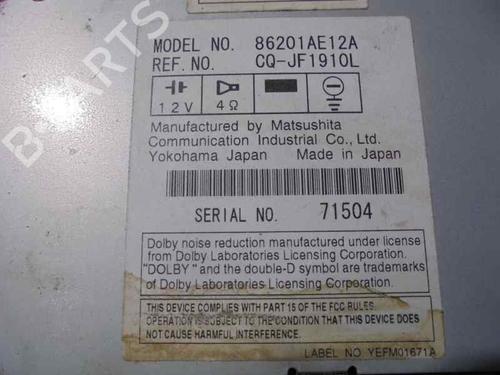 MODEL NO. 86201AE12A
REF. NO. CQ-JF1910L
12V 4Ω
Manufactured by Matsushita
Communication Industrial Co., Ltd.
Yokohama Japan Made in Japan
SERIAL NO. 71504
Dolby noise reduction manufactured under license
from Dolby Laboratories Licensing Corporation.
"DOLBY" and the double-D symbol are trademarks
of Dolby Laboratories Licensing Corporation.
THIS DEVICE COMPLIES WITH PART 15 OF THE FCC RULES.
OPERATION IS SUBJECT TO THE CONDITION THAT THIS DEVICE DOES
NOT CAUSE HARMFUL INTERFERENCE.
LABEL NO. YEFM01671A